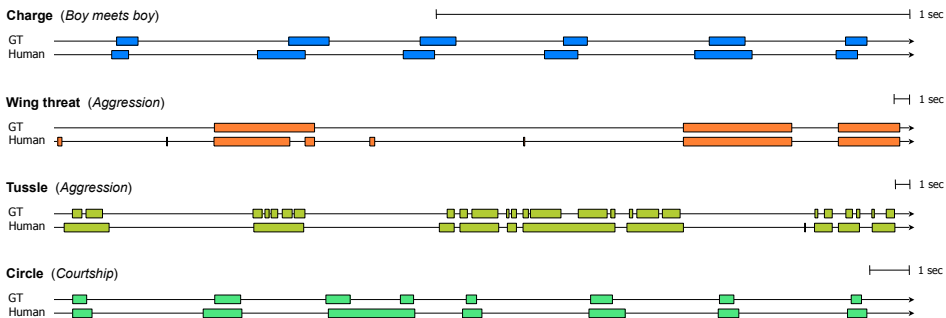 Charge (Boy meets boy) 1 sec
GT
Human
Wing threat (Aggression) 1 sec
GT
Human
Tussle (Aggression) 1 sec
GT
Human
Circle (Courtship) 1 sec
GT
Human